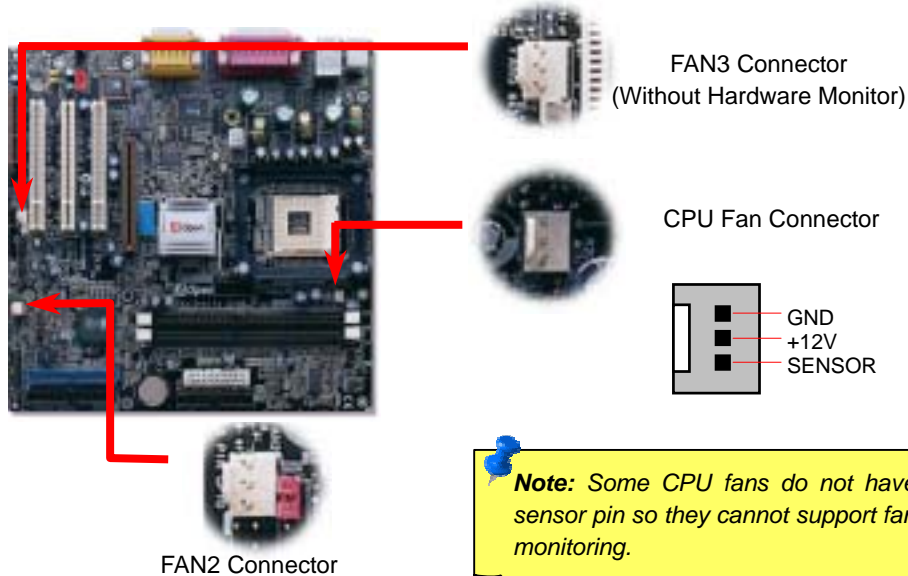 FAN3 Connector
(Without Hardware Monitor)
CPU Fan Connector
GND
+12V
SENSOR
Note: Some CPU fans do not have
sensor pin so they cannot support fan
monitoring.
FAN2 Connector